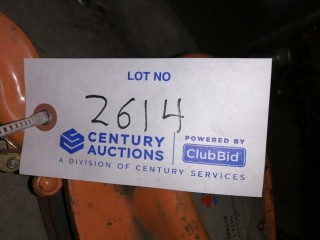 LOT NO
2614
CENTURY AUCTIONS
POWERED BY
ClubBid
A DIVISION OF CENTURY SERVICES